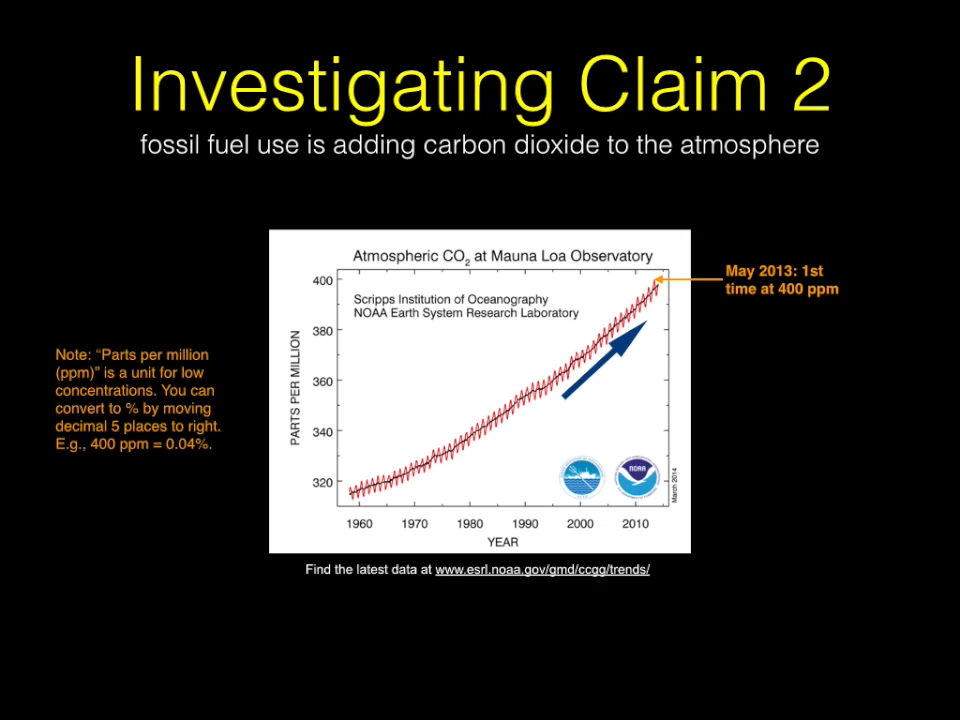 Investigating Claim 2
fossil fuel use is adding carbon dioxide to the atmosphere
Atmospheric CO2 at Mauna Loa Observatory
Scripps Institution of Oceanography
NOAA Earth System Research Laboratory
PARTS PER MILLION
400
380
360
340
320
1960 1970 1980 1990 2000 2010
YEAR
NOAA
March 2014
May 2013: 1st
time at 400 ppm
Note: “Parts per million
(ppm)” is a unit for low
concentrations. You can
convert to % by moving
decimal 5 places to right.
E.g., 400 ppm = 0.04%.
Find the latest data at www.esrl.noaa.gov/gmd/ccgg/trends/